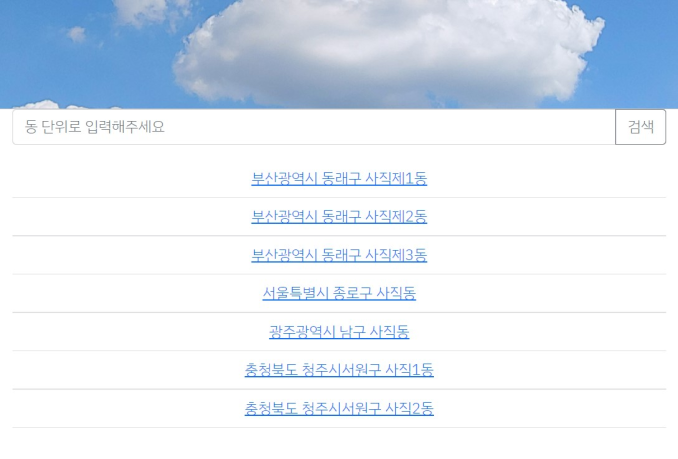 동 단위로 입력해주세요
검색
부산광역시 동래구 사직제1동
부산광역시 동래구 사직제2동
부산광역시 동래구 사직제3동
서울특별시 종로구 사직동
광주광역시 남구 사직동
충청북도 청주시서원구 사직1동
충청북도 청주시서원구 사직2동